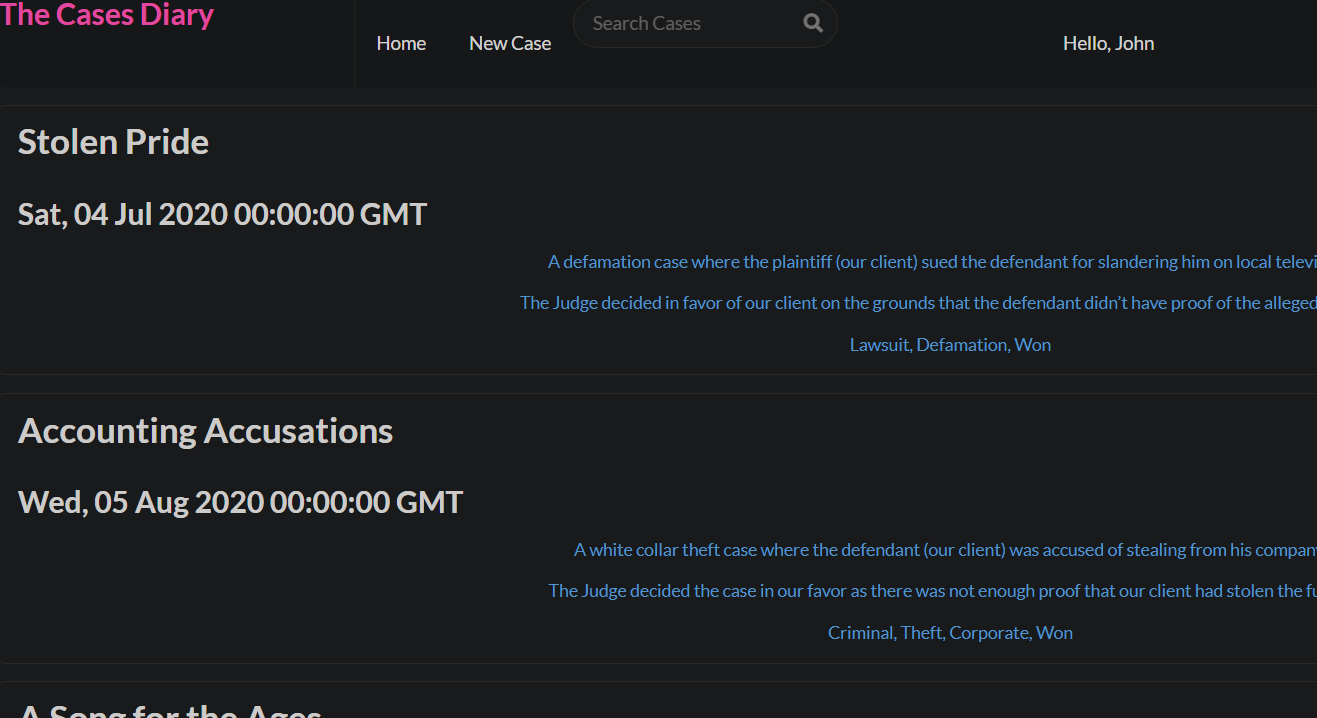 The Cases Diary
Home
New Case
Search Cases
Hello, John
Stolen Pride
Sat, 04 Jul 2020 00:00:00 GMT
A defamation case where the plaintiff (our client) sued the defendant for slandering him on local televi
The Judge decided in favor of our client on the grounds that the defendant didn’t have proof of the alleged
Lawsuit, Defamation, Won
Accounting Accusations
Wed, 05 Aug 2020 00:00:00 GMT
A white collar theft case where the defendant (our client) was accused of stealing from his company
The Judge decided the case in our favor as there was not enough proof that our client had stolen the fu
Criminal, Theft, Corporate, Won
A Song for the Ages